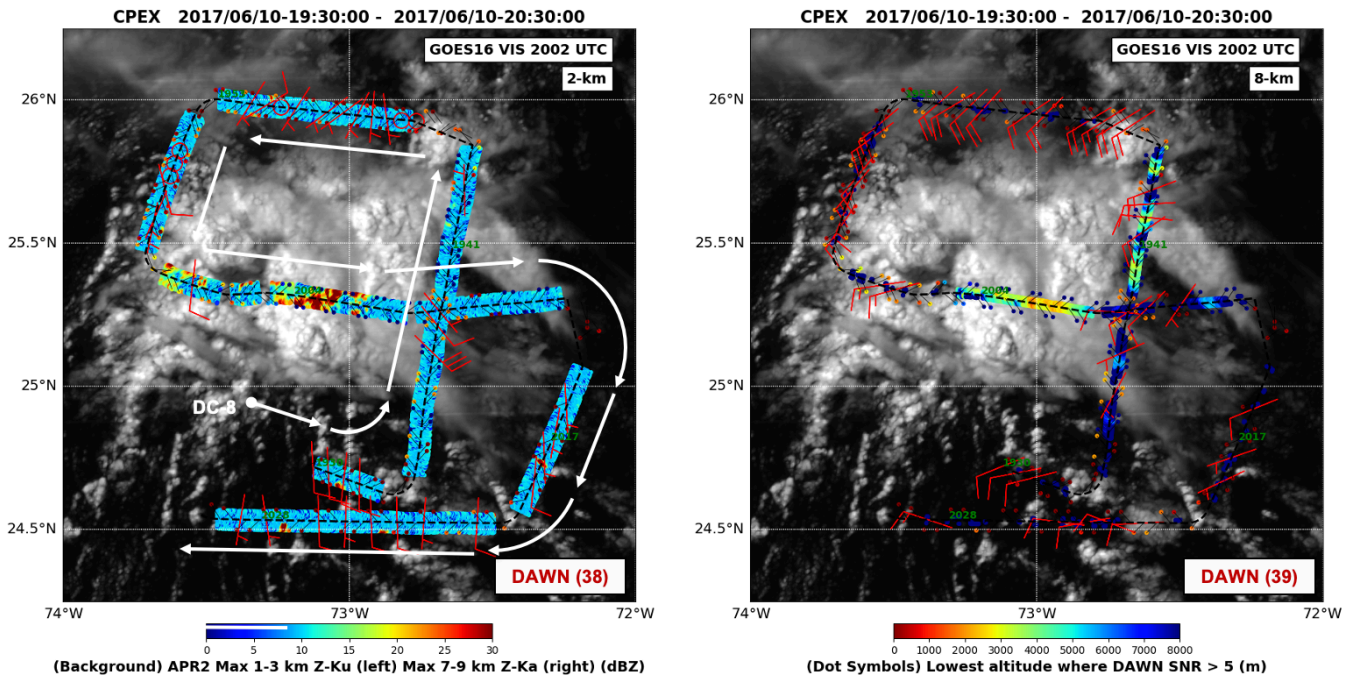 CPEX 2017/06/10-19:30:00 - 2017/06/10-20:30:00
GOES16 VIS 2002 UTC
2-km
26°N
25.5°N
25°N
24.5°N
1941
2004
2017
2028
DC-8
DAWN (38)
74°W
73°W
72°W
0 5 10 15 20 25 30
(Background) APR2 Max 1-3 km Z-Ku (left) Max 7-9 km Z-Ka (right) (dBZ)
CPEX 2017/06/10-19:30:00 - 2017/06/10-20:30:00
GOES16 VIS 2002 UTC
8-km
26°N
25.5°N
25°N
24.5°N
1941
2004
2017
2028
DAWN (39)
74°W
73°W
72°W
0 1000 2000 3000 4000 5000 6000 7000 8000
(Dot Symbols) Lowest altitude where DAWN SNR > 5 (m)